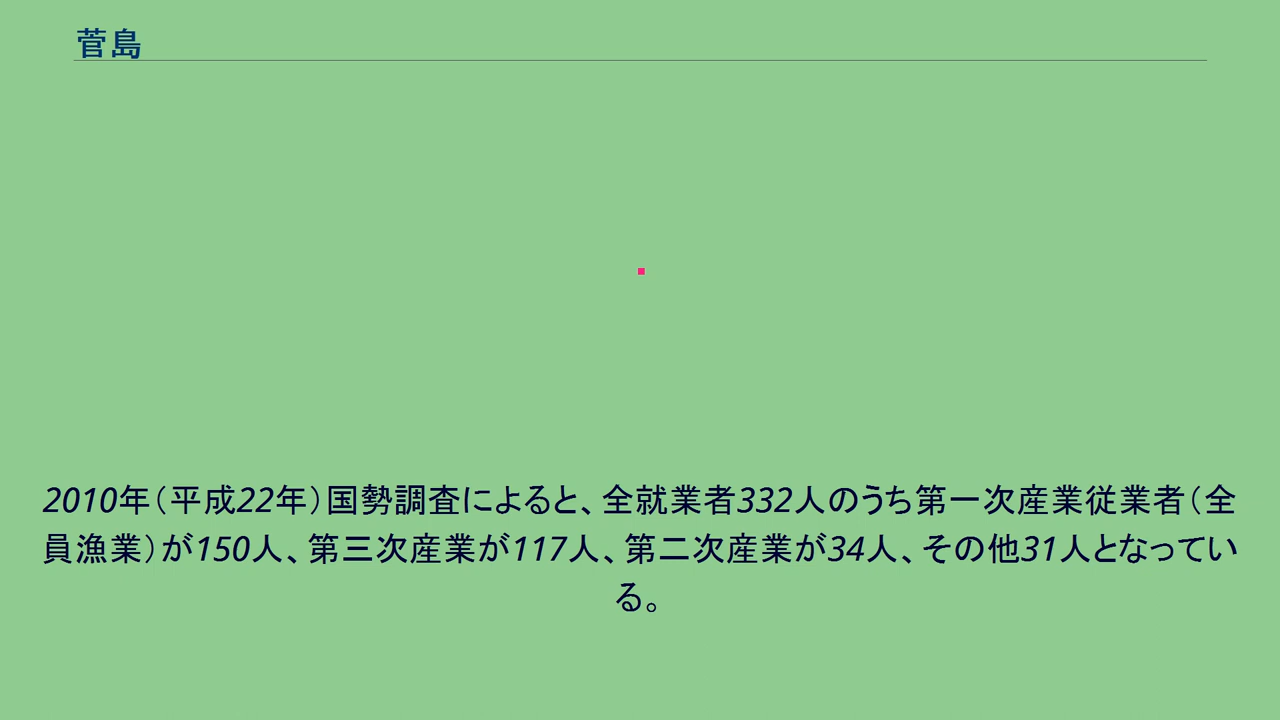 菅島
2010年（平成22年）国勢調査によると、全就業者332人のうち第一次産業従業者（全
員漁業）が150人、第三次産業が117人、第二次産業が34人、その他31人となってい
る。